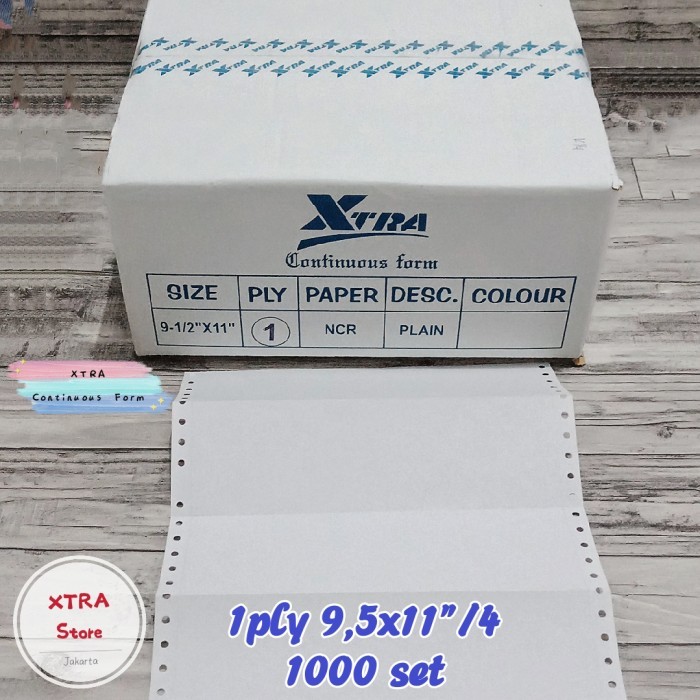 XTRA
Continuous form
SIZE PLY PAPER DESC. COLOUR
9-1/2"X11" 1 NCR PLAIN
XTRA
Continuous Form
XTRA
Store
Jakarta
1ply 9,5x11"/4
1000 set